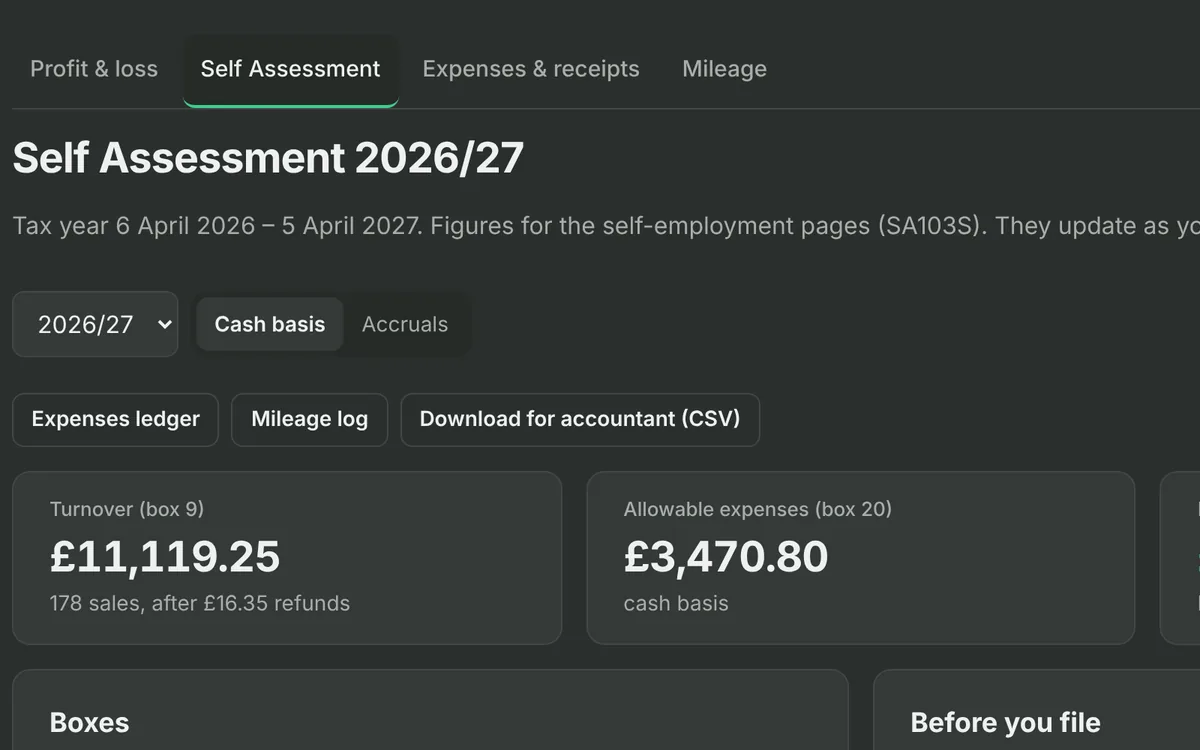 Profit & loss Self Assessment Expenses & receipts Mileage
Self Assessment 2026/27
Tax year 6 April 2026 – 5 April 2027. Figures for the self-employment pages (SA103S). They update as
2026/27 Cash basis Accruals
Expenses ledger Mileage log Download for accountant (CSV)
Turnover (box 9) Allowable expenses (box 20)
£11,119.25 £3,470.80
178 sales, after £16.35 refunds cash basis
Boxes Before you file